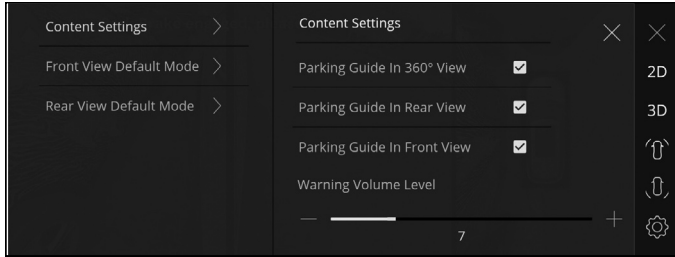 Content Settings
Front View Default Mode
Rear View Default Mode
Content Settings
Parking Guide In 360° View
Parking Guide In Rear View
Parking Guide In Front View
Warning Volume Level
7
2D
3D